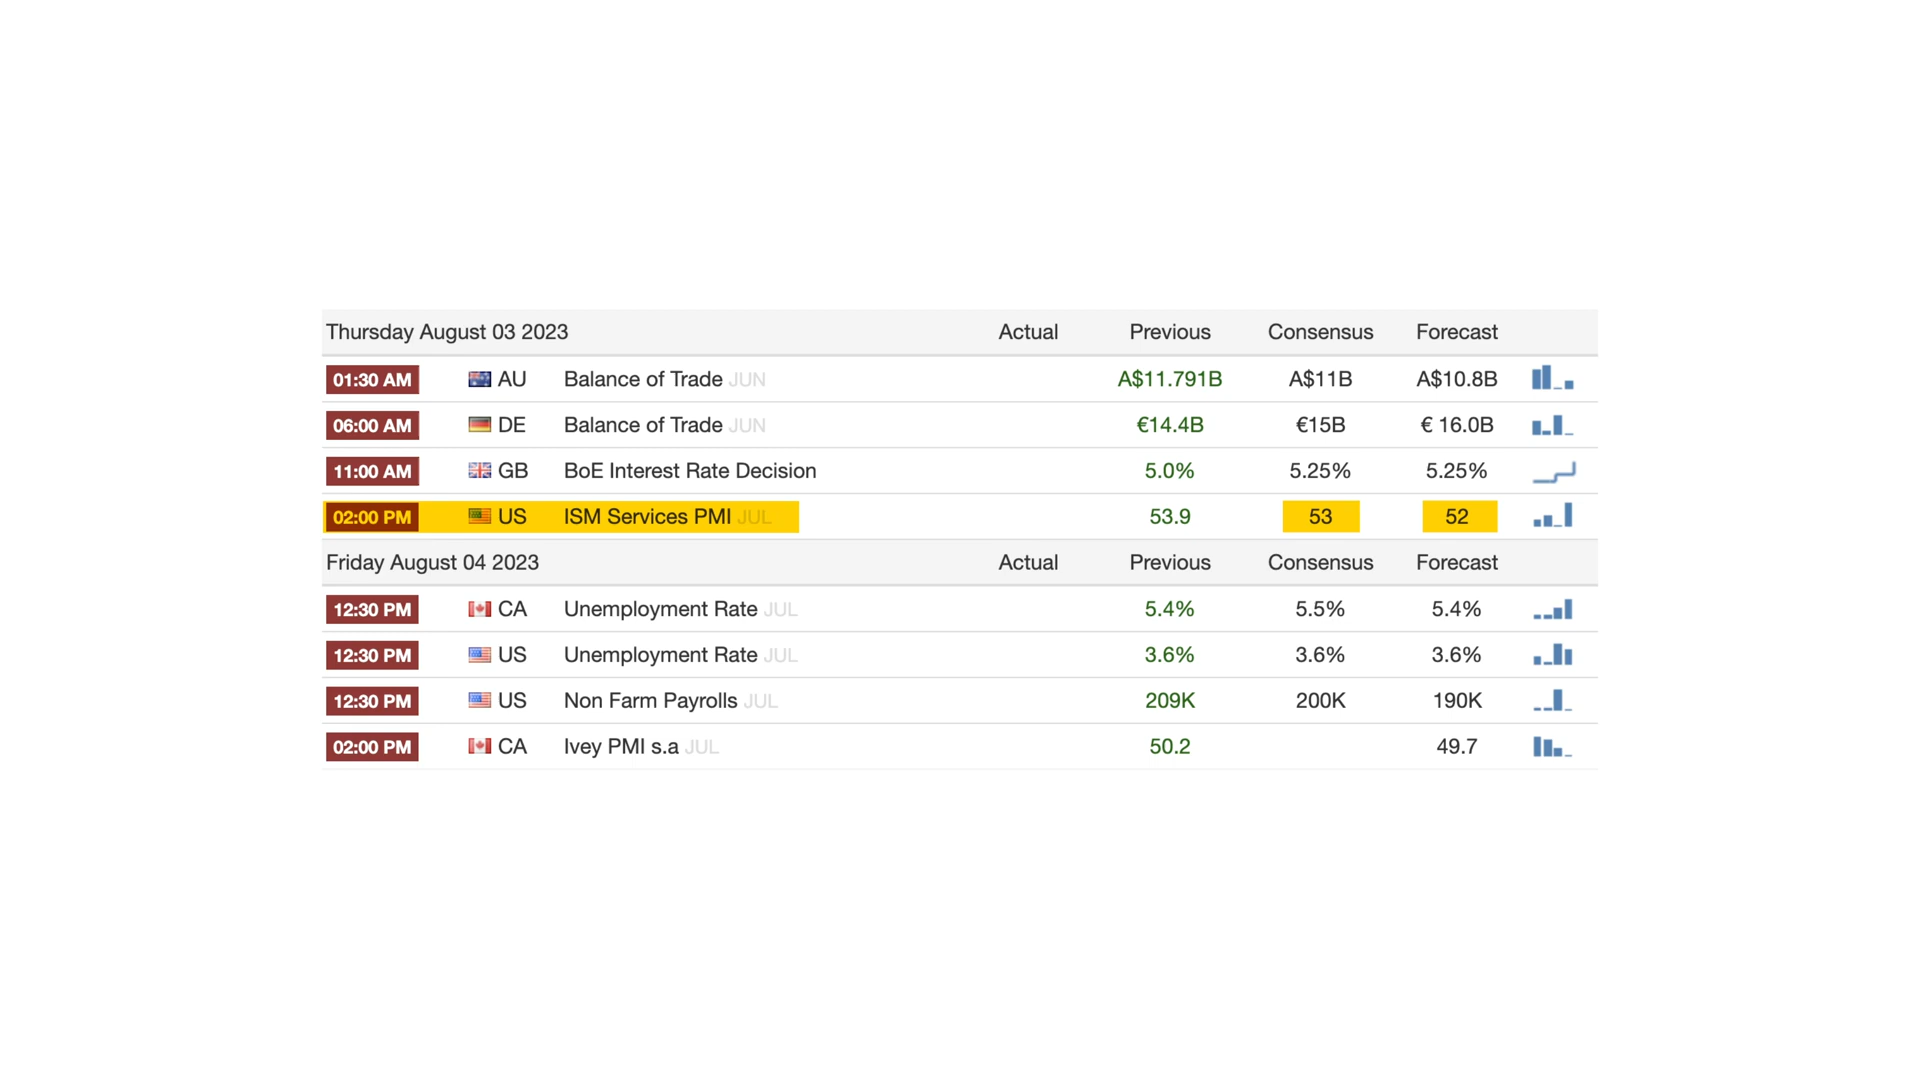 Thursday August 03 2023 Actual Previous Consensus Forecast
01:30 AM AU Balance of Trade JUN A$11.791B A$11B A$10.8B
06:00 AM DE Balance of Trade JUN €14.4B €15B € 16.0B
11:00 AM GB BoE Interest Rate Decision 5.0% 5.25% 5.25%
02:00 PM US ISM Services PMI JUL 53.9 53 52
Friday August 04 2023 Actual Previous Consensus Forecast
12:30 PM CA Unemployment Rate JUL 5.4% 5.5% 5.4%
12:30 PM US Unemployment Rate JUL 3.6% 3.6% 3.6%
12:30 PM US Non Farm Payrolls JUL 209K 200K 190K
02:00 PM CA Ivey PMI s.a JUL 50.2 49.7